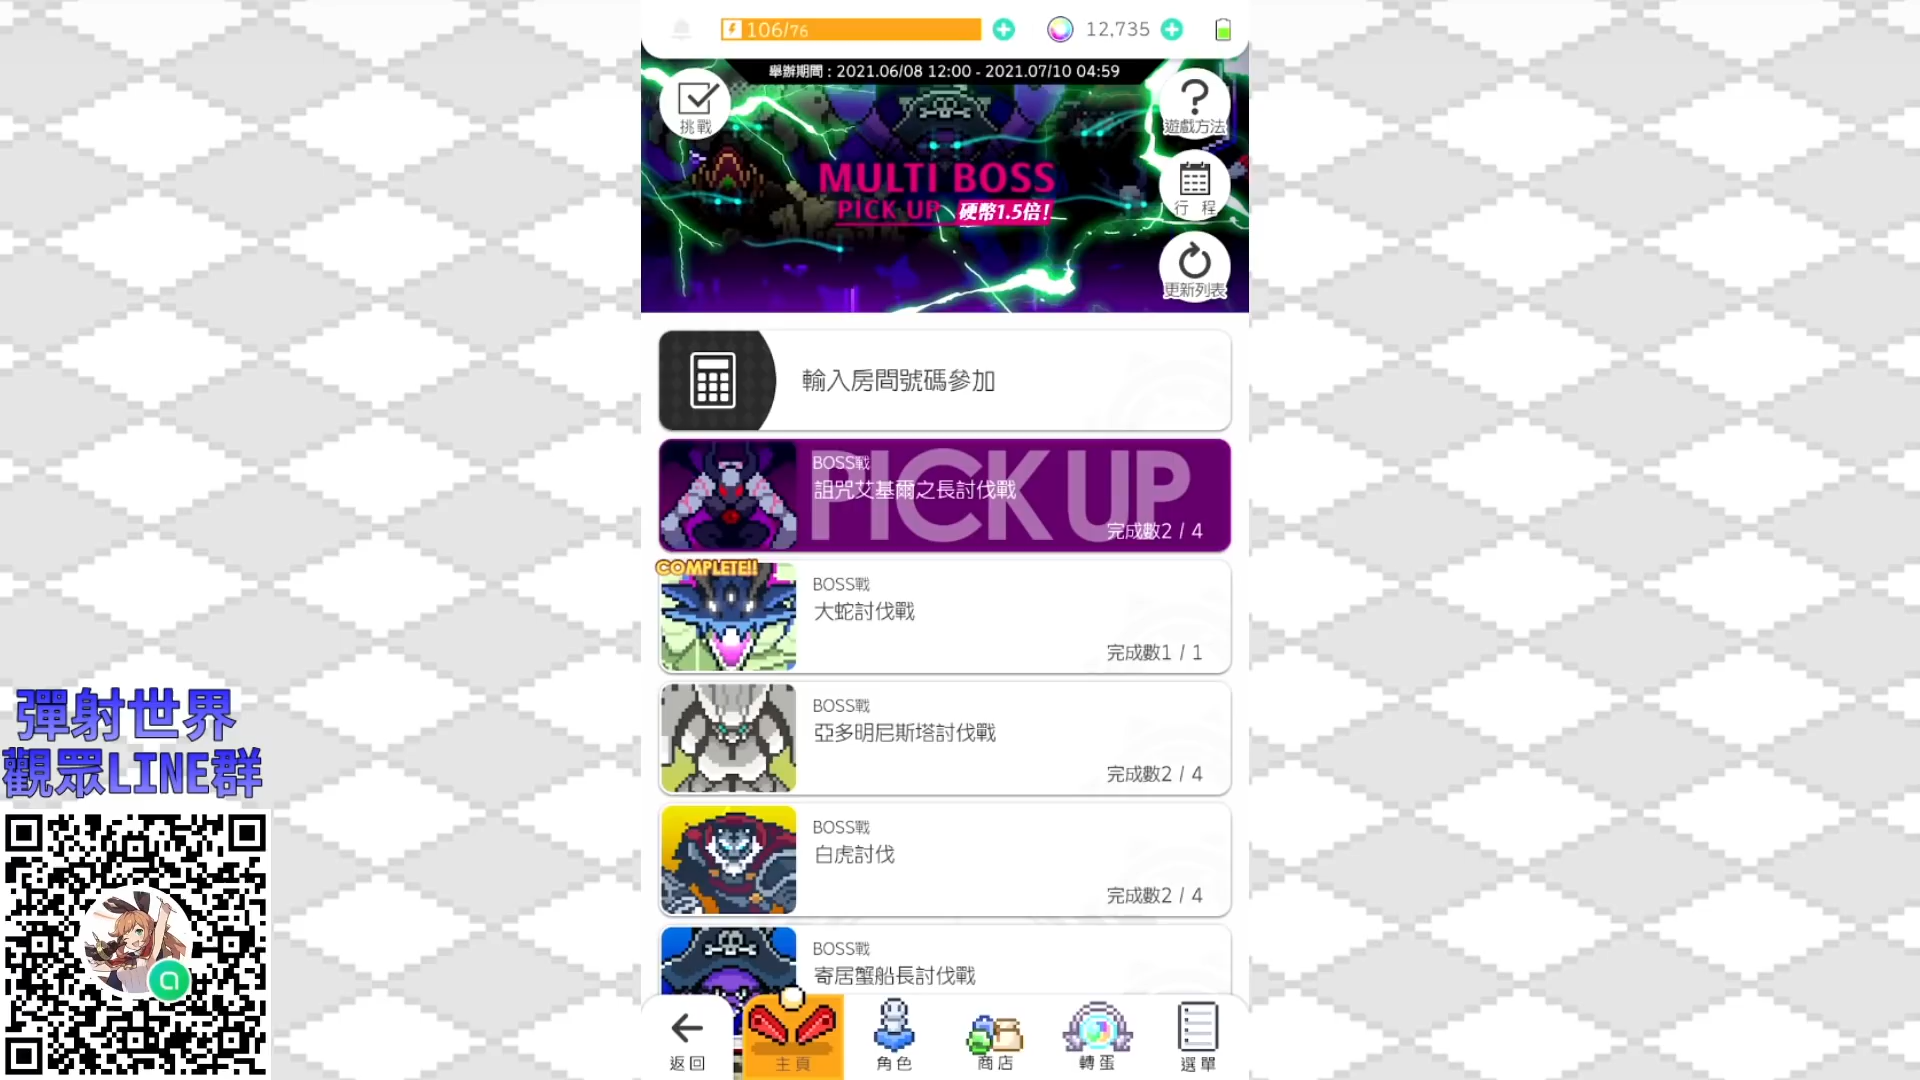 106/76
12,735
舉辦期間 : 2021.06/08 12:00 - 2021.07/10 04:59
挑戰
遊戲方法
MULTI BOSS
PICK UP 硬幣1.5倍!
行 程
更新列表
輸入房間號碼參加
PICK UP
BOSS戰
詛咒艾基爾之長討伐戰
完成數2 / 4
COMPLETE!!
BOSS戰
大蛇討伐戰
完成數1 / 1
BOSS戰
亞多明尼斯塔討伐戰
完成數2 / 4
BOSS戰
白虎討伐
完成數2 / 4
BOSS戰
寄居蟹船長討伐戰
返回
主頁
角色
商店
轉蛋
選單
彈射世界
觀眾LINE群